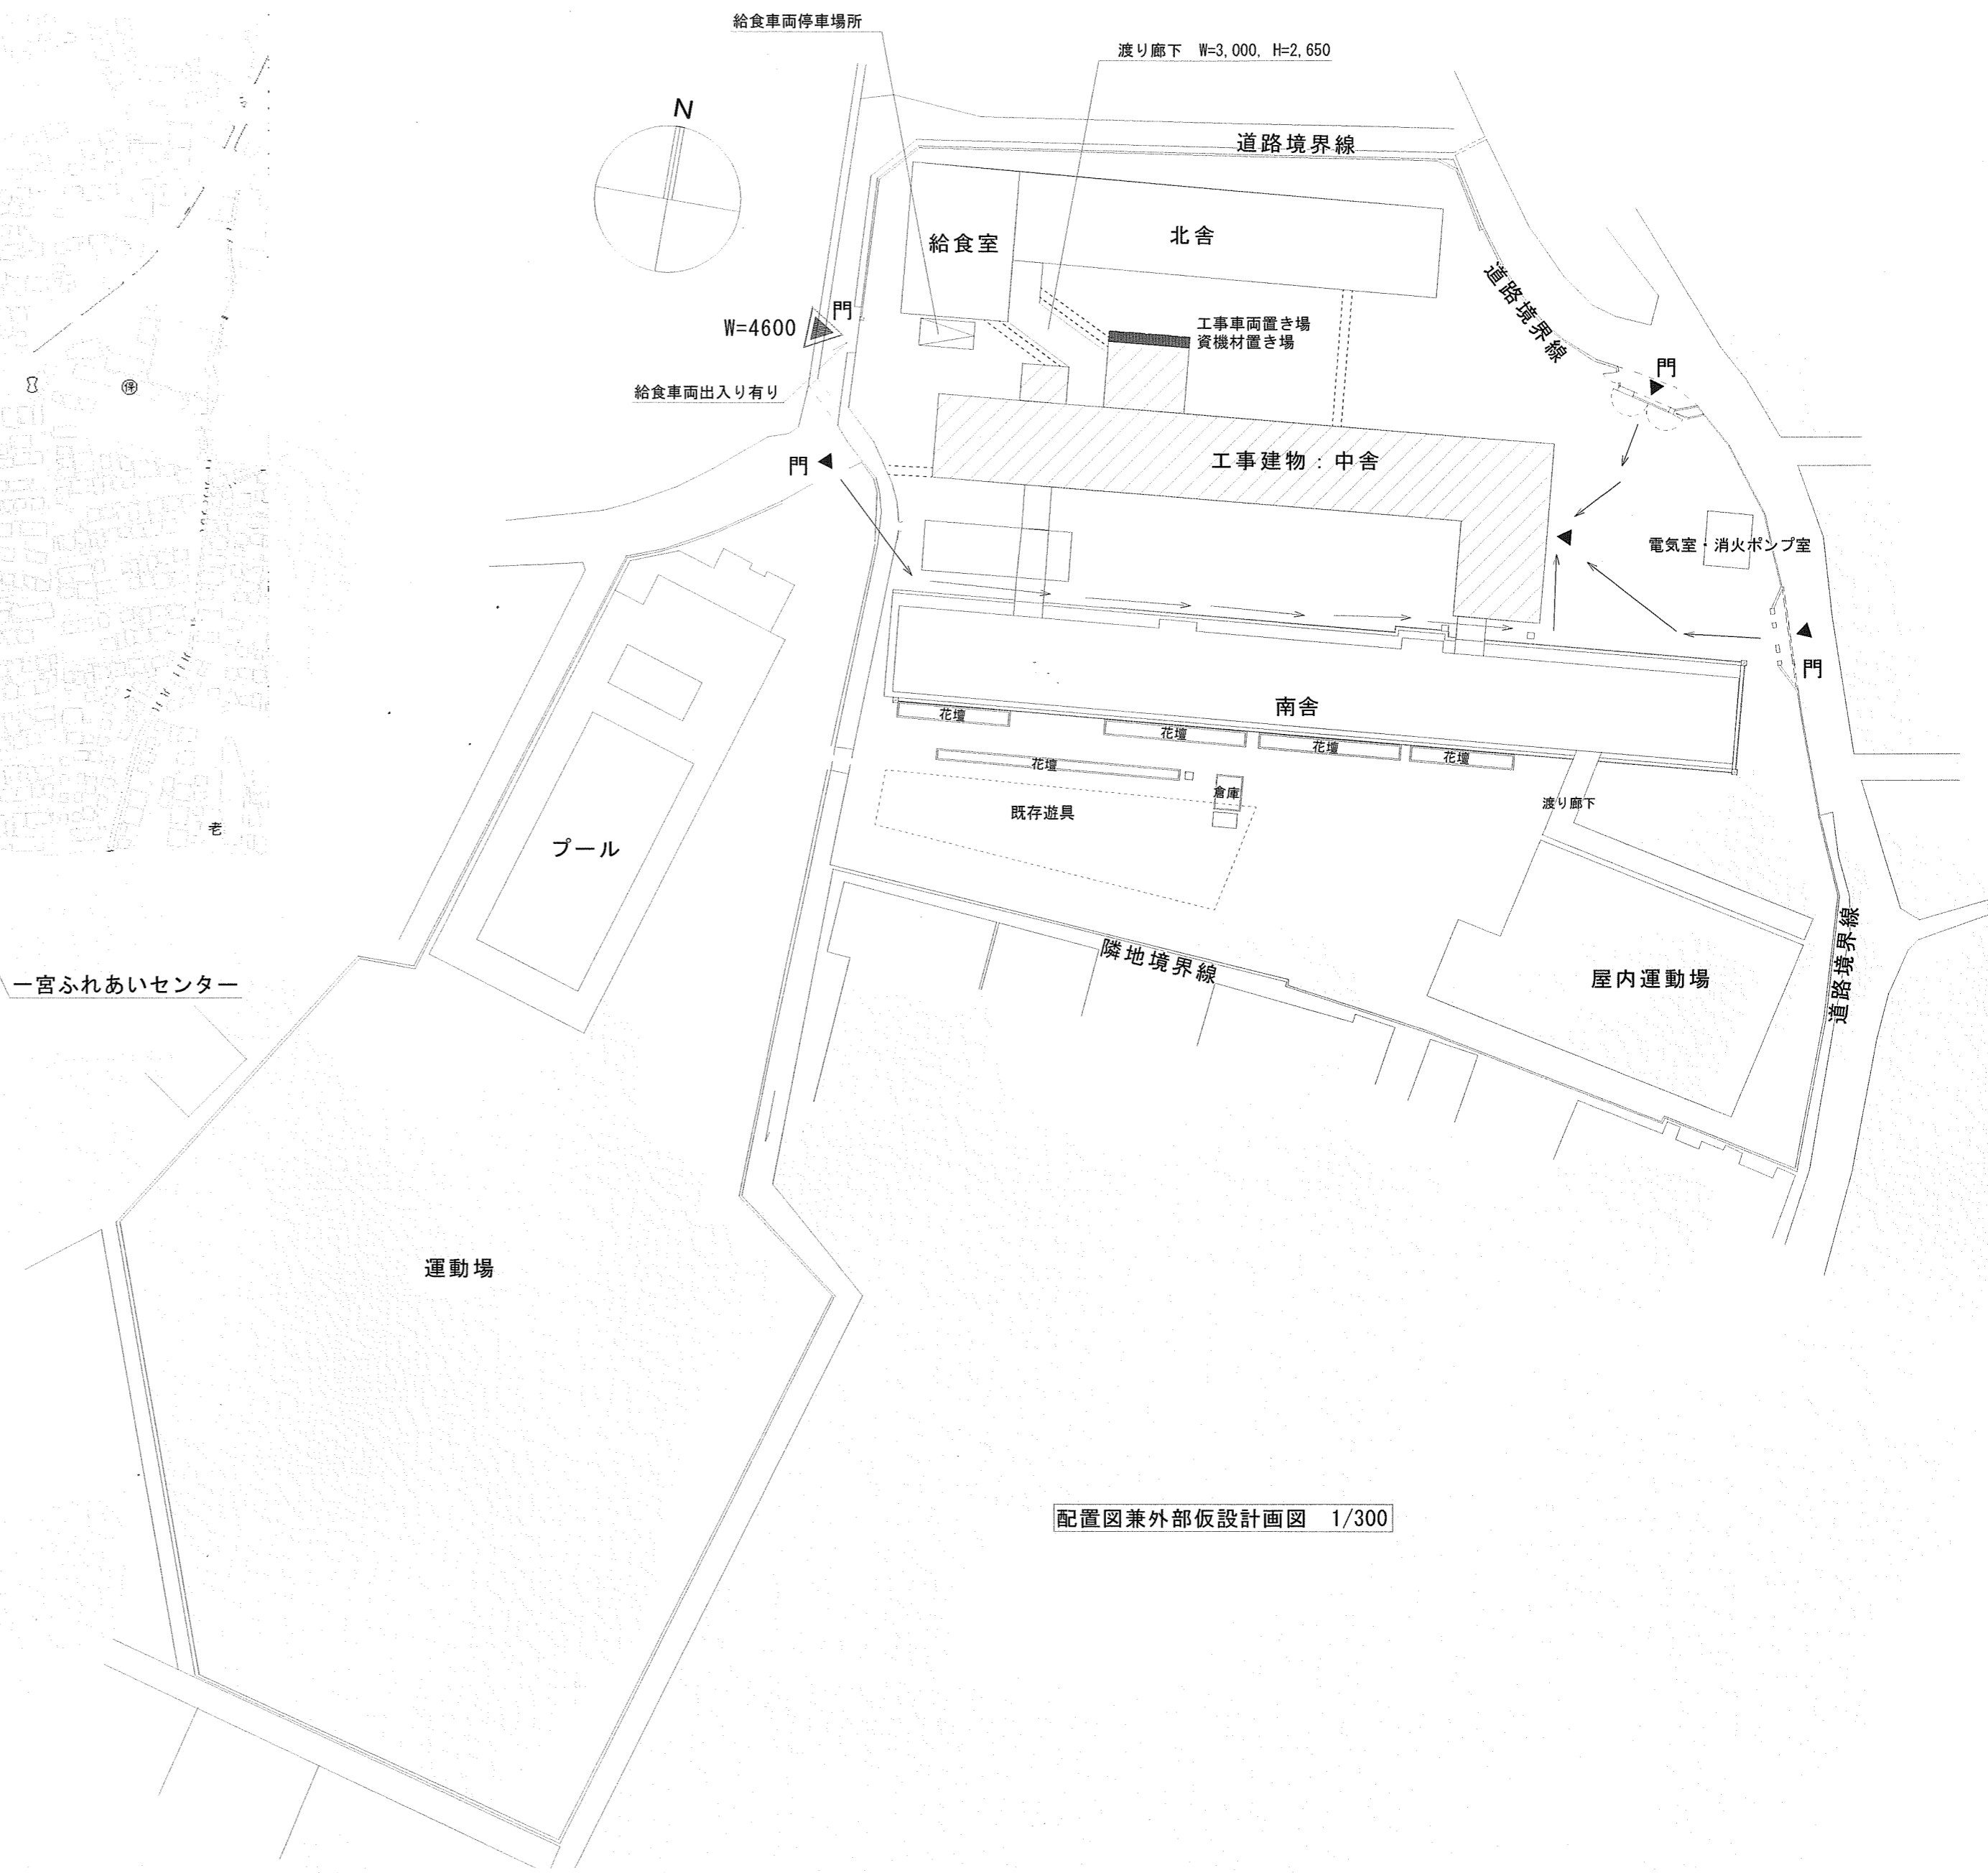 給食車両停車場所
渡り廊下 W=3,000, H=2,650
N
道路境界線
給食室
北舎
道路境界線
門
W=4600
工事車両置き場
資機材置き場
給食車両出入り有り
門
保
門
工事建物:中舎
電気室・消火ポンプ室
門
南舎
花壇
花壇
花壇
花壇
花壇
倉庫
既存遊具
渡り廊下
老
プール
道路境界線
隣地境界線
屋内運動場
一宮ふれあいセンター
運動場
配置図兼外部仮設計画図 1/300